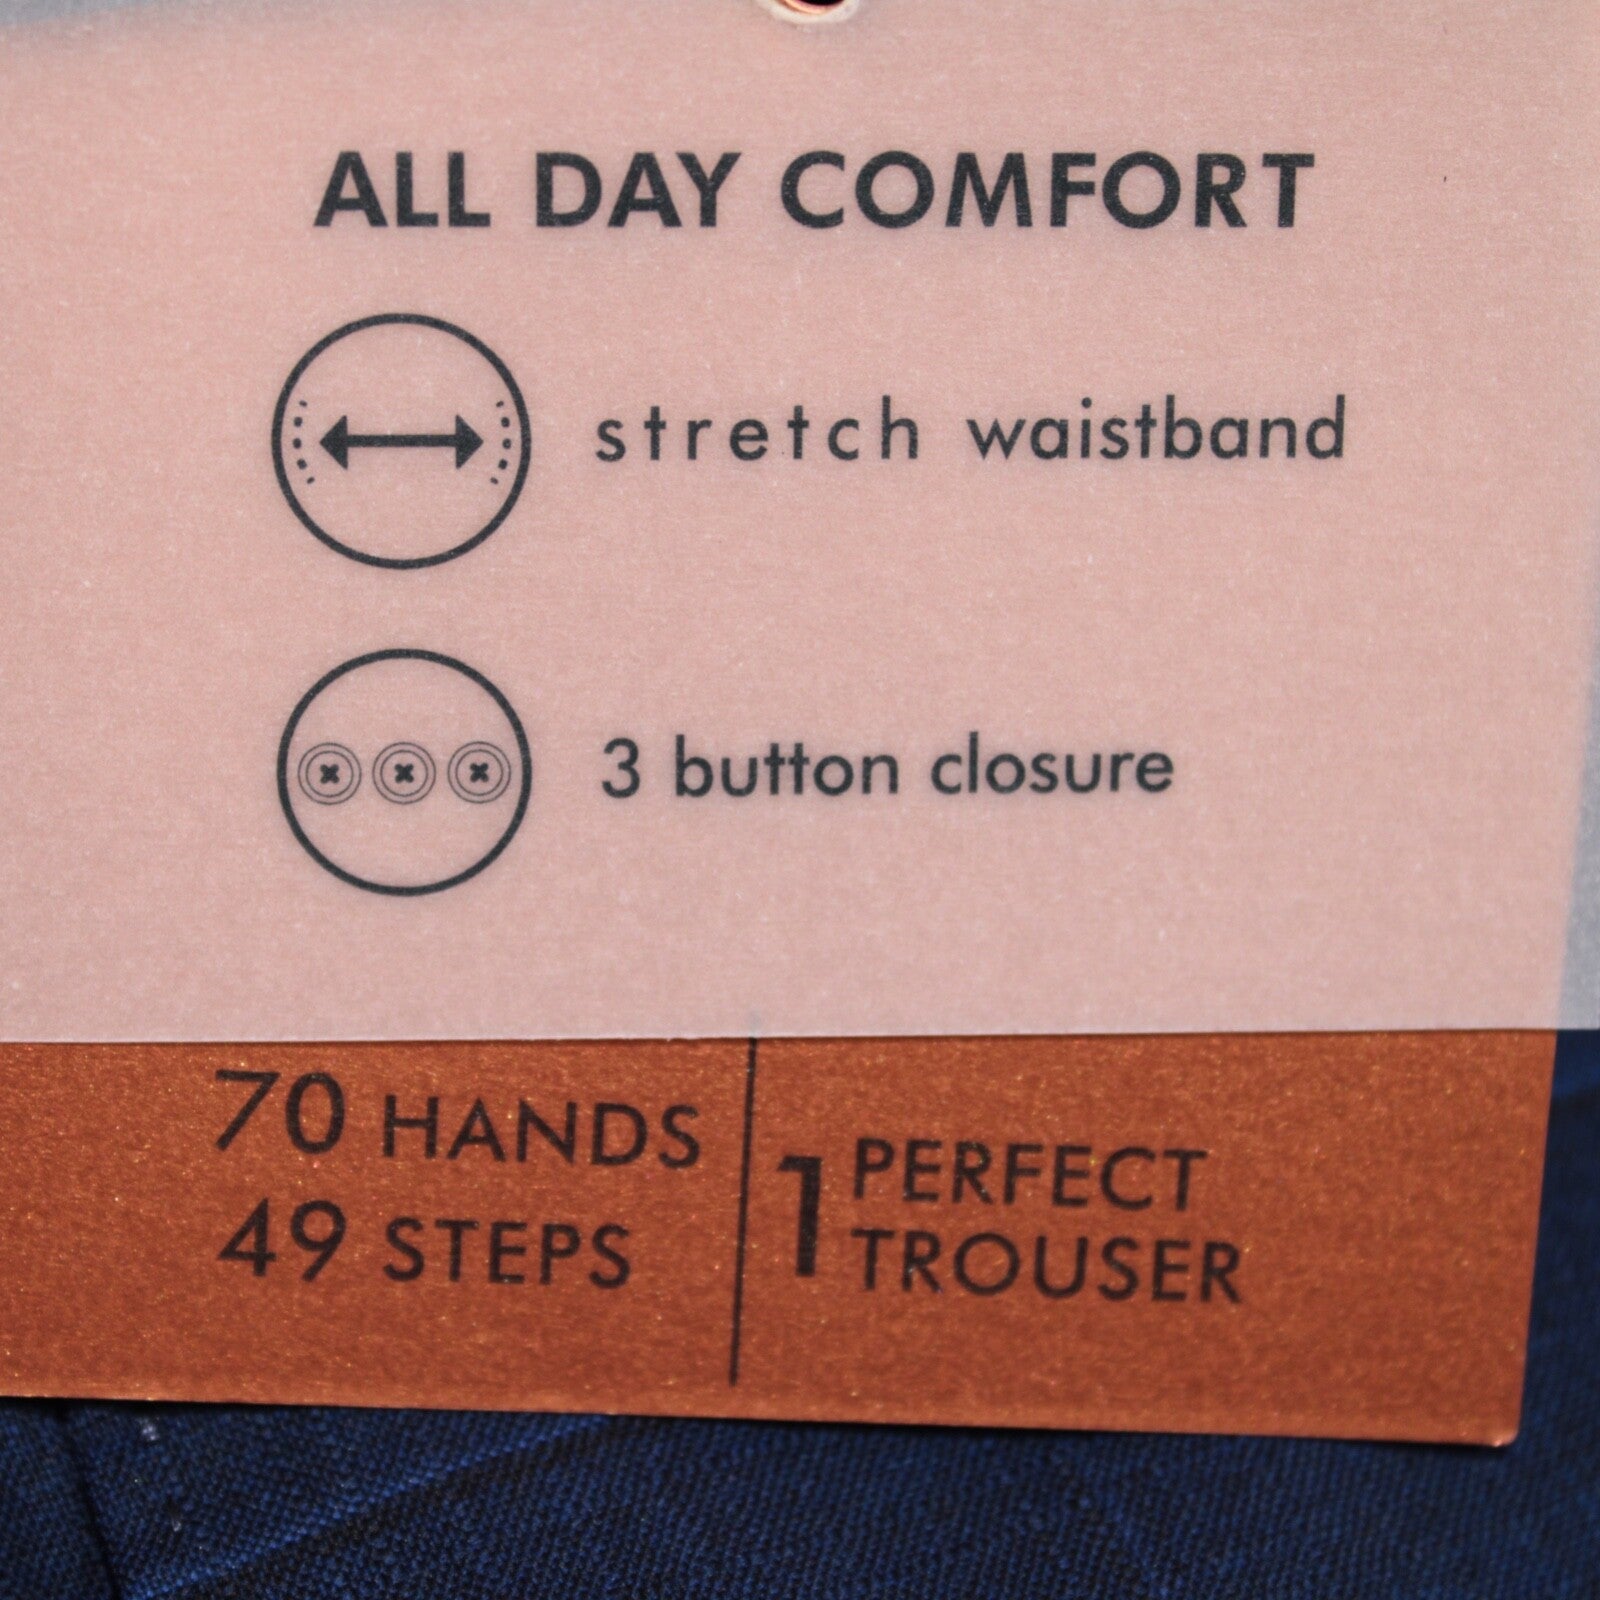 ALL DAY COMFORT
stretch waistband
3 button closure
70 HANDS
49 STEPS
1 PERFECT
TROUSER